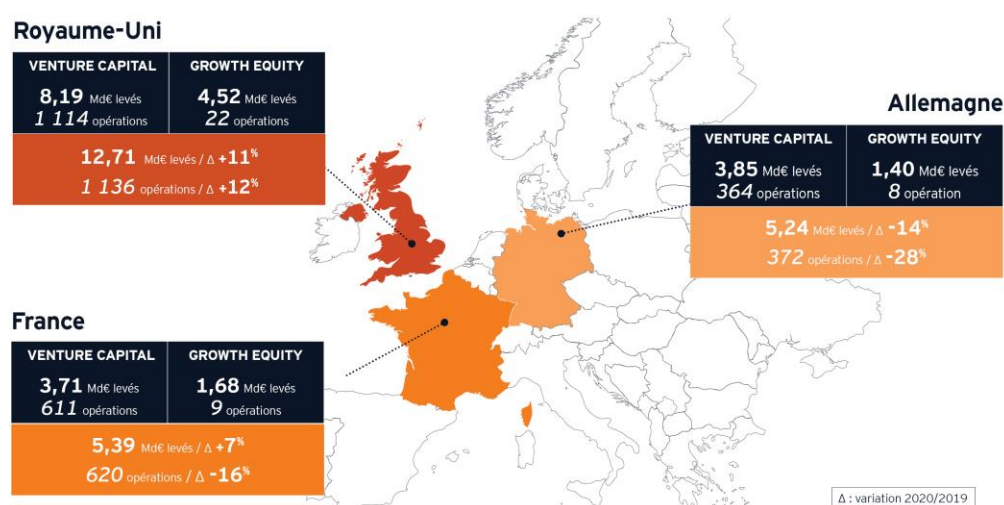 Royaume-Uni
VENTURE CAPITAL
8,19 Md€ levés
1 114 opérations
GROWTH EQUITY
4,52 Md€ levés
22 opérations
12,71 Md€ levés / Δ +11%
1 136 opérations / Δ +12%
Allemagne
VENTURE CAPITAL
3,85 Md€ levés
364 opérations
GROWTH EQUITY
1,40 Md€ levés
8 opération
5,24 Md€ levés / Δ -14%
372 opérations / Δ -28%
France
VENTURE CAPITAL
3,71 Md€ levés
611 opérations
GROWTH EQUITY
1,68 Md€ levés
9 opérations
5,39 Md€ levés / Δ +7%
620 opérations / Δ -16%
Δ : variation 2020/2019